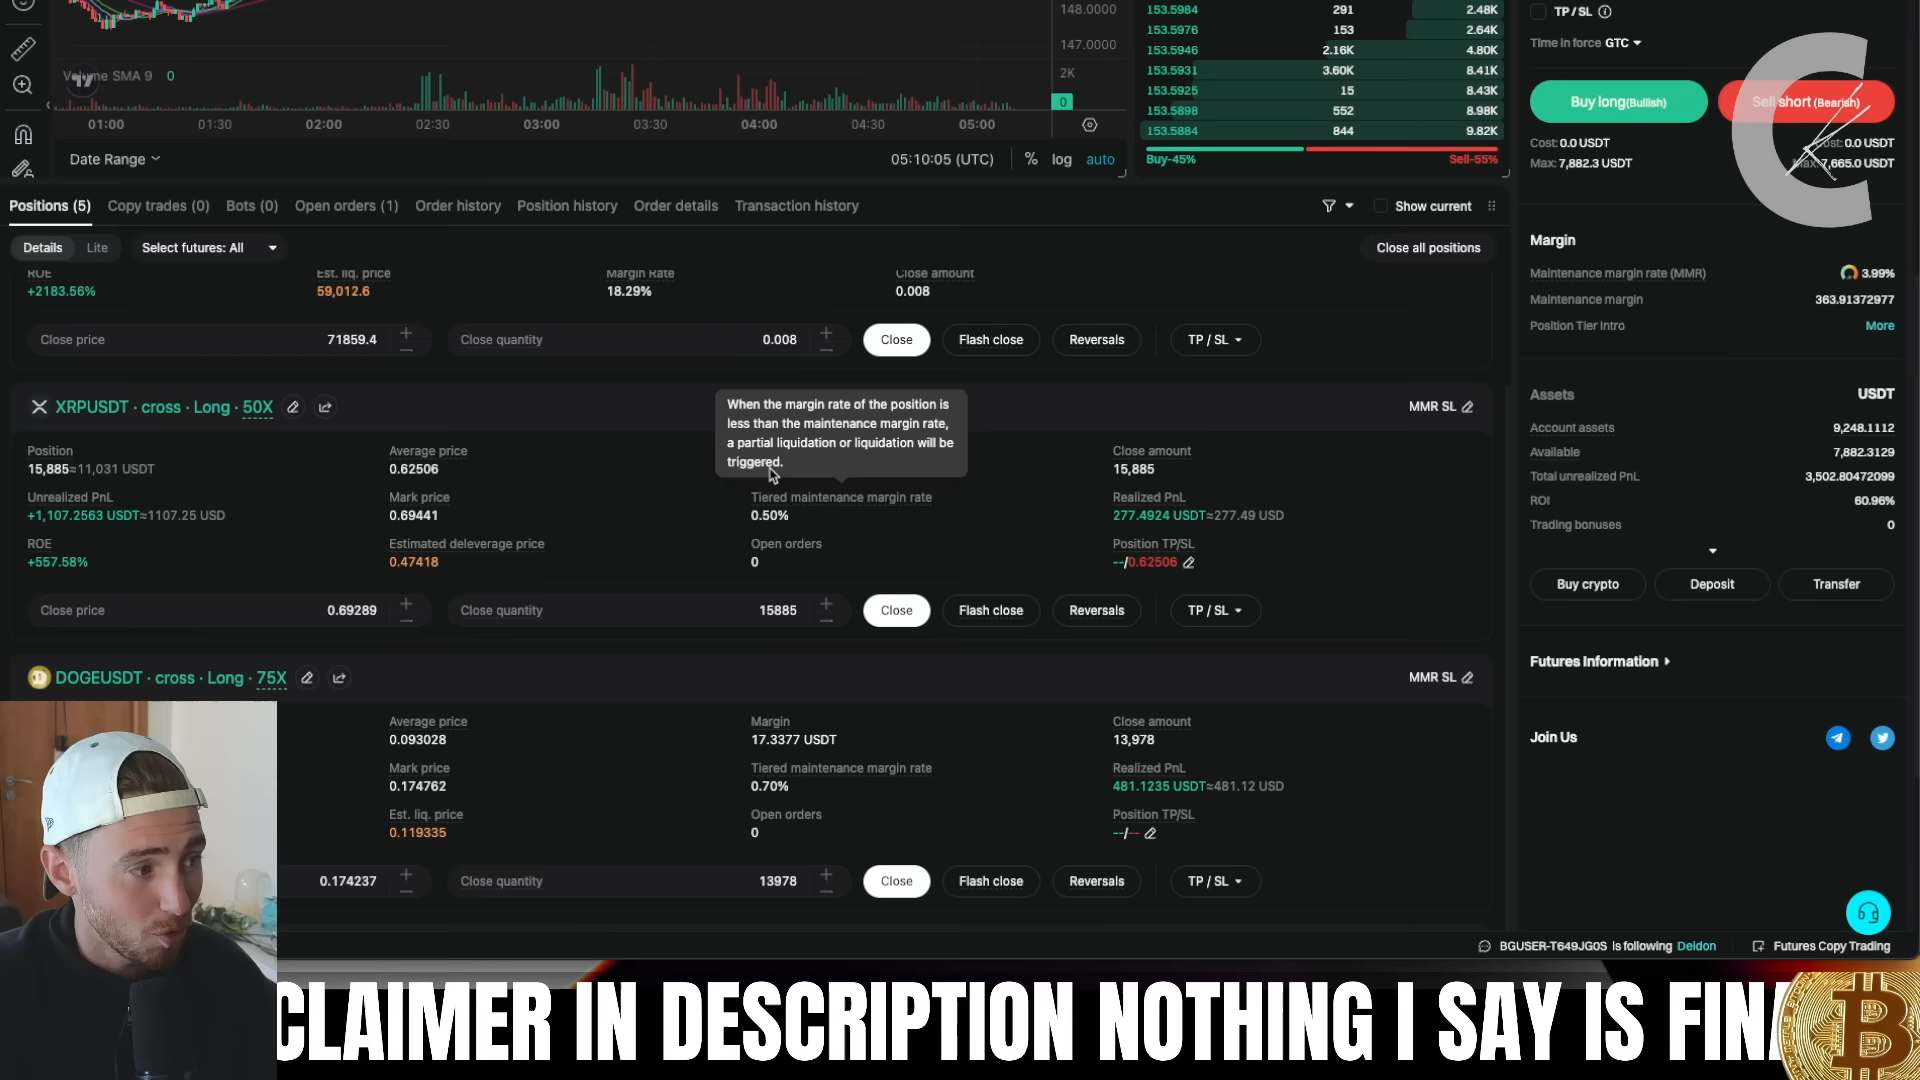 148.0000
147.0000
Volume SMA 9 0
2K
0
01:00 01:30 02:00 02:30 03:00 03:30 04:00 04:30 05:00
Date Range 05:10:05 (UTC) % log auto
153.5984 291 2.48K
153.5976 153 2.64K
153.5946 2.16K 4.80K
153.5931 3.60K 8.41K
153.5925 15 8.43K
153.5898 552 8.98K
153.5884 844 9.82K
Buy-45% Sell-55%
TP / SL
Time in force GTC
Buy long(Bullish) Sell short (Bearish)
Cost: 0.0 USDT Cost: 0.0 USDT
Max: 7,882.3 USDT Max: 7,665.0 USDT
Positions (5) Copy trades (0) Bots (0) Open orders (1) Order history Position history Order details Transaction history Show current
Details Lite Select futures: All Close all positions
ROE Est. liq. price Margin Rate Close amount
+2183.56% 59,012.6 18.29% 0.008
Close price 71859.4 Close quantity 0.008 Close Flash close Reversals TP / SL
XRPUSDT · cross · Long · 50X MMR SL
When the margin rate of the position is
less than the maintenance margin rate,
a partial liquidation or liquidation will be
triggered.
Position Average price Close amount
15,885≈11,031 USDT 0.62506 15,885
Unrealized PnL Mark price Tiered maintenance margin rate Realized PnL
+1,107.2563 USDT≈1107.25 USD 0.69441 0.50% 277.4924 USDT≈277.49 USD
ROE Estimated deleverage price Open orders Position TP/SL
+557.58% 0.47418 0 --/0.62506
Close price 0.69289 Close quantity 15885 Close Flash close Reversals TP / SL
DOGEUSDT · cross · Long · 75X MMR SL
Average price Margin Close amount
0.093028 17.3377 USDT 13,978
Mark price Tiered maintenance margin rate Realized PnL
0.174762 0.70% 481.1235 USDT≈481.12 USD
Est. liq. price Open orders Position TP/SL
0.119335 0 --/--
0.174237 Close quantity 13978 Close Flash close Reversals TP / SL
Margin
Maintenance margin rate (MMR) 3.99%
Maintenance margin 363.91372977
Position Tier Intro More
Assets USDT
Account assets 9,248.1112
Available 7,882.3129
Total unrealized PnL 3,502.80472099
ROI 60.96%
Trading bonuses 0
Buy crypto Deposit Transfer
Futures Information
Join Us
BGUSER-T649JG0S is following Deldon Futures Copy Trading
CLAIMER IN DESCRIPTION NOTHING I SAY IS FINA